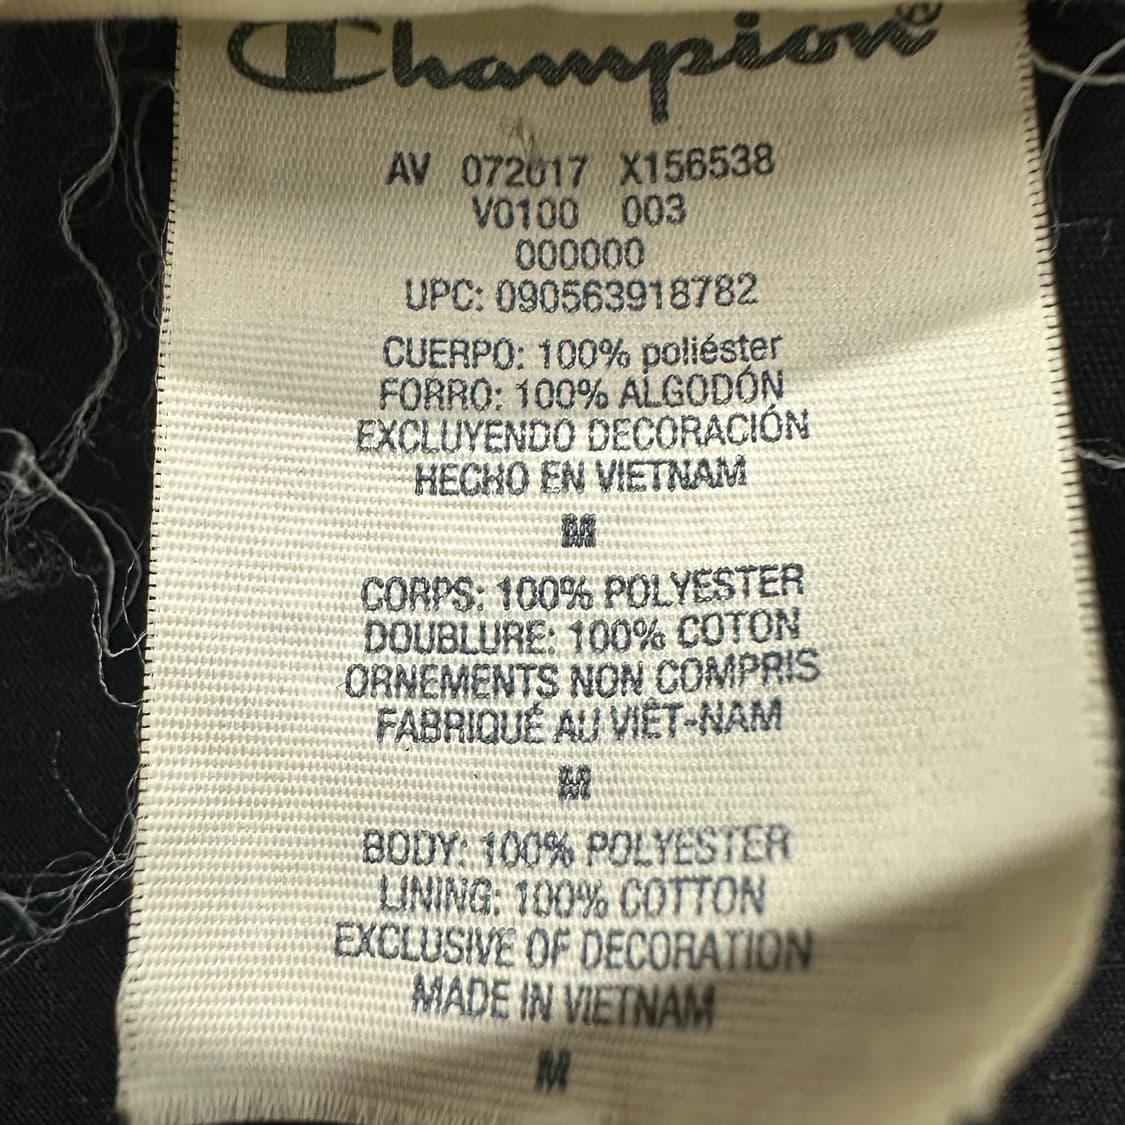 Champion®
AV 072017 X156538
V0100 003
000000
UPC: 090563918782
CUERPO: 100% poliéster
FORRO: 100% ALGODÓN
EXCLUYENDO DECORACIÓN
HECHO EN VIETNAM
M
CORPS: 100% POLYESTER
DOUBLURE: 100% COTON
ORNEMENTS NON COMPRIS
FABRIQUÉ AU VIÊT-NAM
M
BODY: 100% POLYESTER
LINING: 100% COTTON
EXCLUSIVE OF DECORATION
MADE IN VIETNAM
M